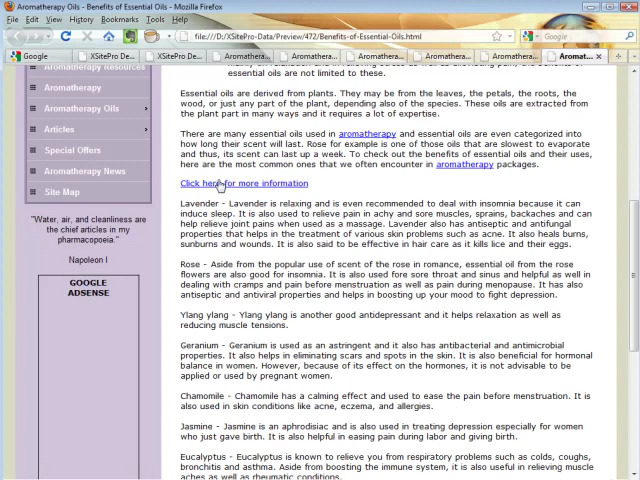 Aromatherapy Oils - Benefits of Essential Oils - Mozilla Firefox
File Edit View History Bookmarks Tools Help
file:///D:/XSitePro-Data/Preview/472/Benefits-of-Essential-Oils.html
Google
Google XSitePro De... XSitePro De... Aromathera... Aromathera... Aromathera... Aromathera... Aromathera... Aromat...
Aromatherapy Resources
Aromatherapy
Aromatherapy Oils
Articles
Special Offers
Aromatherapy News
Site Map
"Water, air, and cleanliness are
the chief articles in my
pharmacopoeia."
Napoleon I
GOOGLE
ADSENSE
essential oils are not limited to these.
Essential oils are derived from plants. They may be from the leaves, the petals, the roots, the
wood, or just any part of the plant, depending also of the species. These oils are extracted from
the plant part in many ways and it requires a lot of expertise.
There are many essential oils used in aromatherapy and essential oils are even categorized into
how long their scent will last. Rose for example is one of those oils that are slowest to evaporate
and thus, its scent can last up a week. To check out the benefits of essential oils and their uses,
here are the most common ones that we often encounter in aromatherapy packages.
Click here for more information
Lavender - Lavender is relaxing and is even recommended to deal with insomnia because it can
induce sleep. It is also used to relieve pain in achy and sore muscles, sprains, backaches and can
help relieve joint pains when used as a massage. Lavender also has antiseptic and antifungal
properties that helps in the treatment of various skin problems such as acne. It also heals burns,
sunburns and wounds. It is also said to be effective in hair care as it kills lice and their eggs.
Rose - Aside from the popular use of scent of the rose in romance, essential oil from the rose
flowers are also good for insomnia. It is also used fore sore throat and sinus and helpful as well in
dealing with cramps and pain before menstruation as well as pain during menopause. It has also
antiseptic and antiviral properties and helps in boosting up your mood to fight depression.
Ylang ylang - Ylang ylang is another good antidepressant and it helps relaxation as well as
reducing muscle tensions.
Geranium - Geranium is used as an astringent and it also has antibacterial and antimicrobial
properties. It also helps in eliminating scars and spots in the skin. It is also beneficial for hormonal
balance in women. However, because of its effect on the hormones, it is not advisable to be
applied or used by pregnant women.
Chamomile - Chamomile has a calming effect and used to ease the pain before menstruation. It is
also used in skin conditions like acne, eczema, and allergies.
Jasmine - Jasmine is an aphrodisiac and is also used in treating depression especially for women
who just gave birth. It is also helpful in easing pain during labor and giving birth.
Eucalyptus - Eucalyptus is known to relieve you from respiratory problems such as colds, coughs,
bronchitis and asthma. Aside from boosting the immune system, it is also useful in relieving muscle
aches as well as rheumatic conditions.